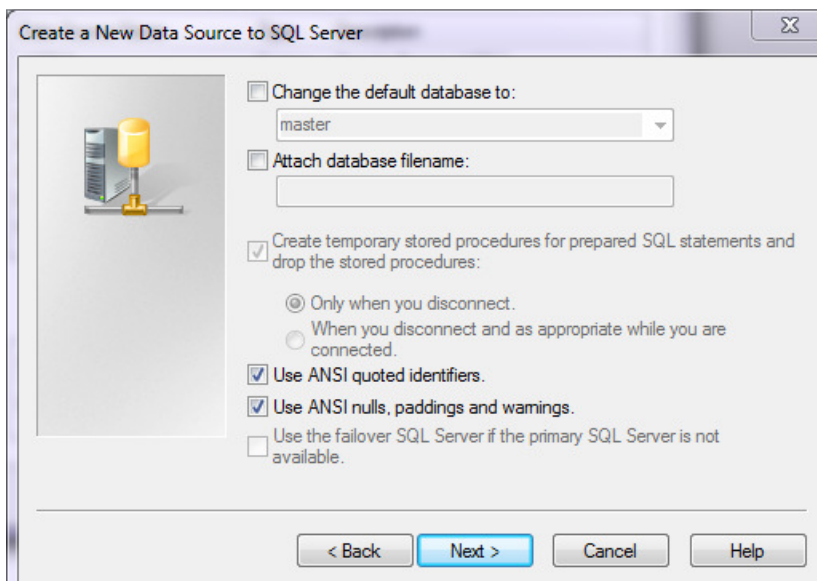 Create a New Data Source to SQL Server
Change the default database to:
master
Attach database filename:
Create temporary stored procedures for prepared SQL statements and
drop the stored procedures:
Only when you disconnect.
When you disconnect and as appropriate while you are
connected.
Use ANSI quoted identifiers.
Use ANSI nulls, paddings and warnings.
Use the failover SQL Server if the primary SQL Server is not
available.
< Back Next > Cancel Help